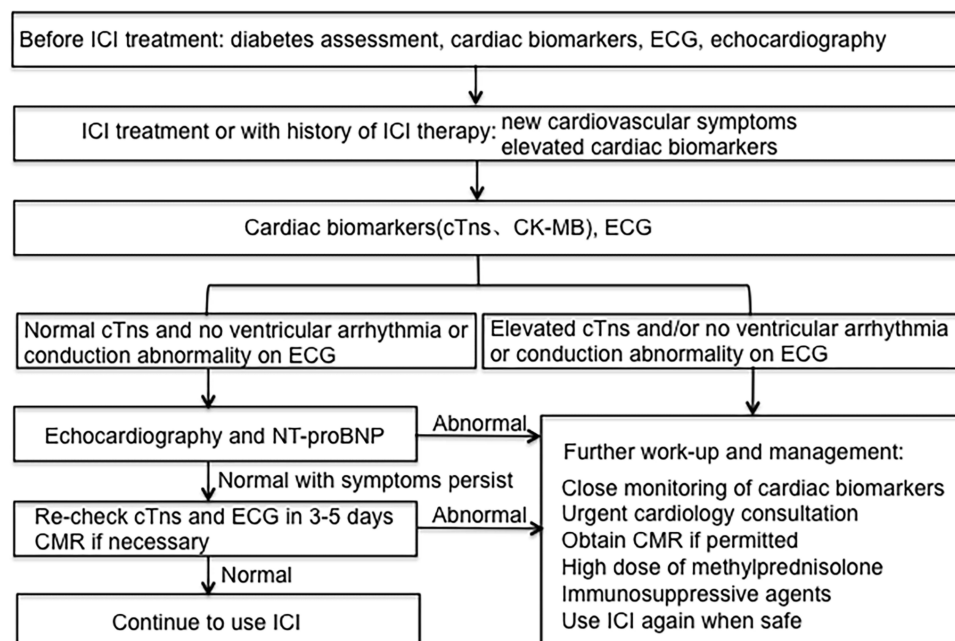 Before ICI treatment: diabetes assessment, cardiac biomarkers, ECG, echocardiography
ICI treatment or with history of ICI therapy: new cardiovascular symptoms
elevated cardiac biomarkers
Cardiac biomarkers(cTns、CK-MB), ECG
Normal cTns and no ventricular arrhythmia or
conduction abnormality on ECG
Elevated cTns and/or no ventricular arrhythmia
or conduction abnormality on ECG
Echocardiography and NT-proBNP
Abnormal
Normal with symptoms persist
Re-check cTns and ECG in 3-5 days
CMR if necessary
Abnormal
Normal
Continue to use ICI
Further work-up and management:
Close monitoring of cardiac biomarkers
Urgent cardiology consultation
Obtain CMR if permitted
High dose of methylprednisolone
Immunosuppressive agents
Use ICI again when safe